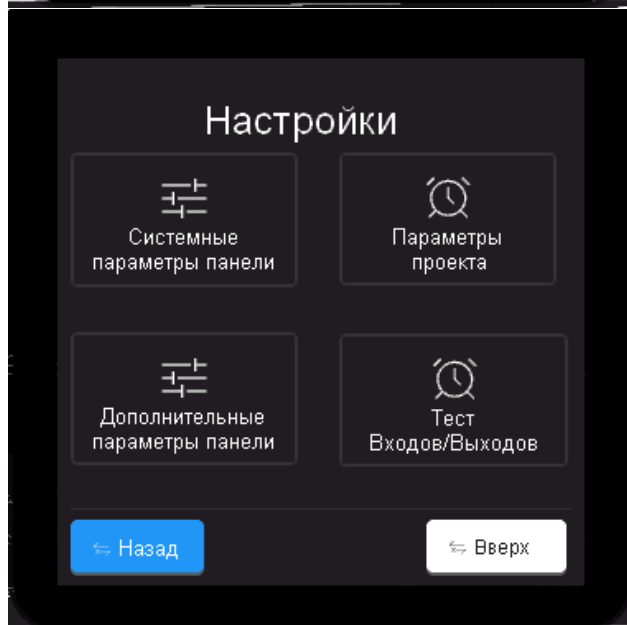 Настройки
Системные
параметры панели
Параметры
проекта
Дополнительные
параметры панели
Тест
Входов/Выходов
Назад
Вверх